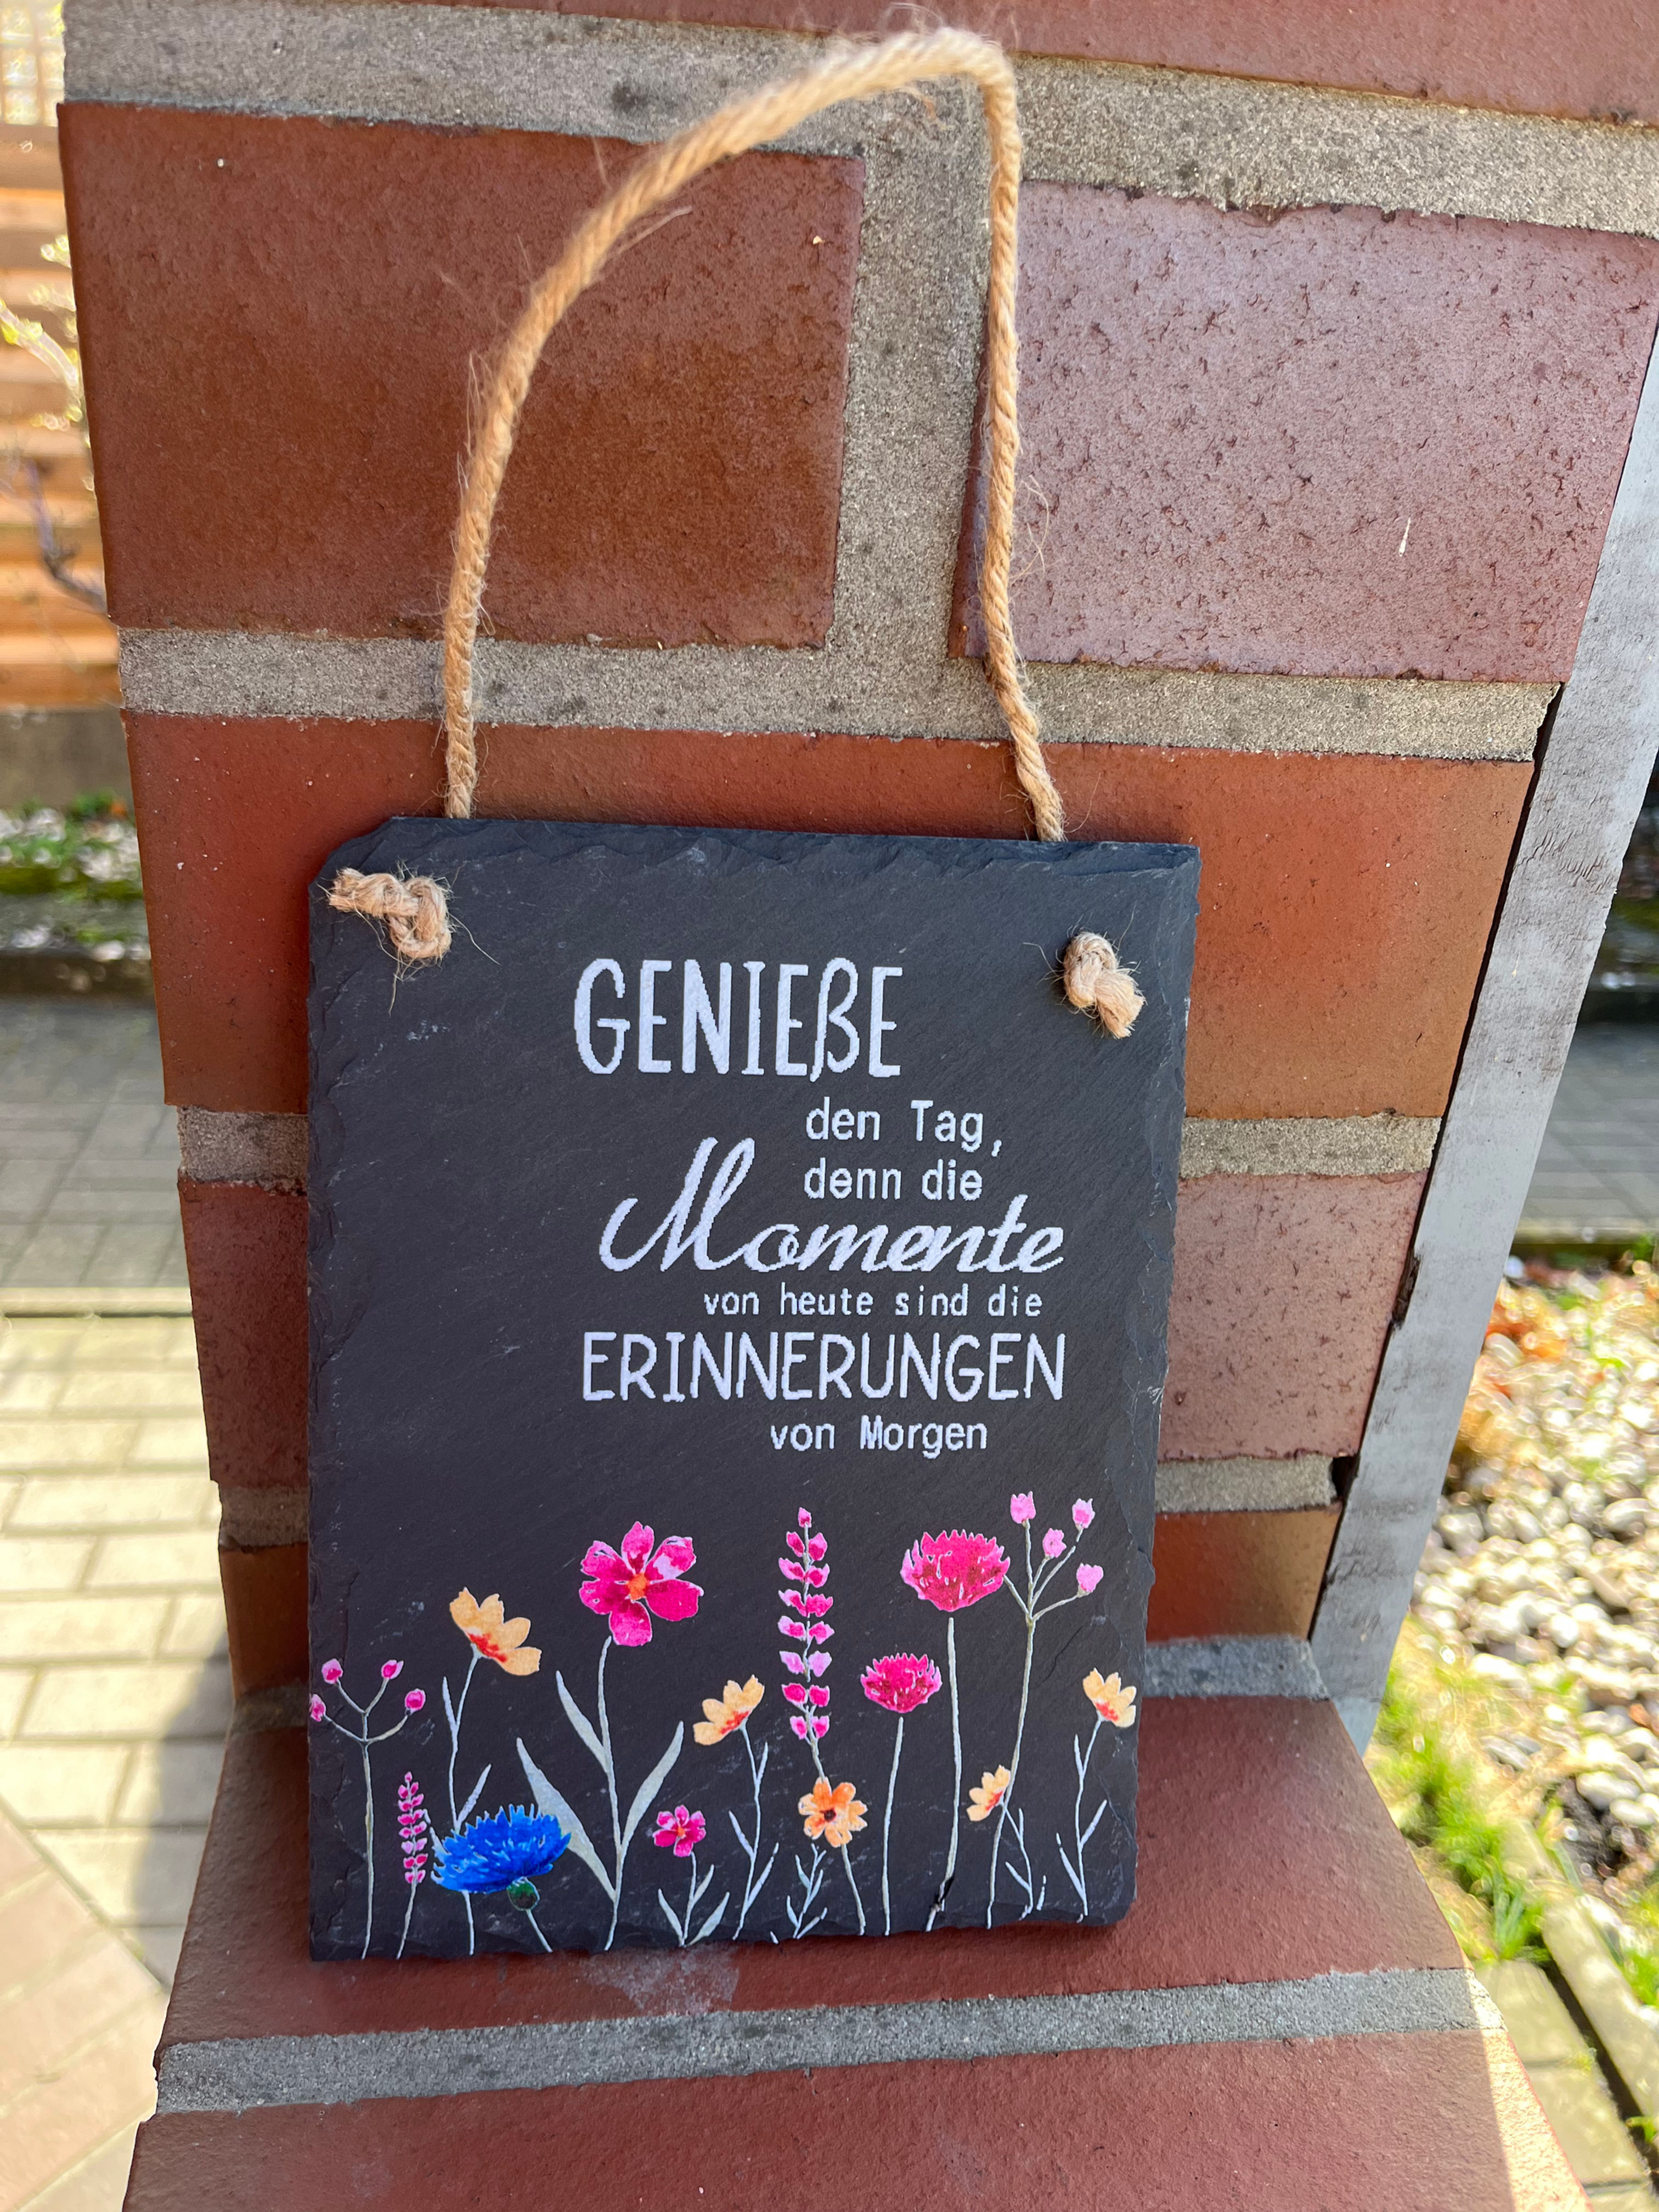 GENIEßE
den Tag,
denn die
Momente
von heute sind die
ERINNERUNGEN
von Morgen